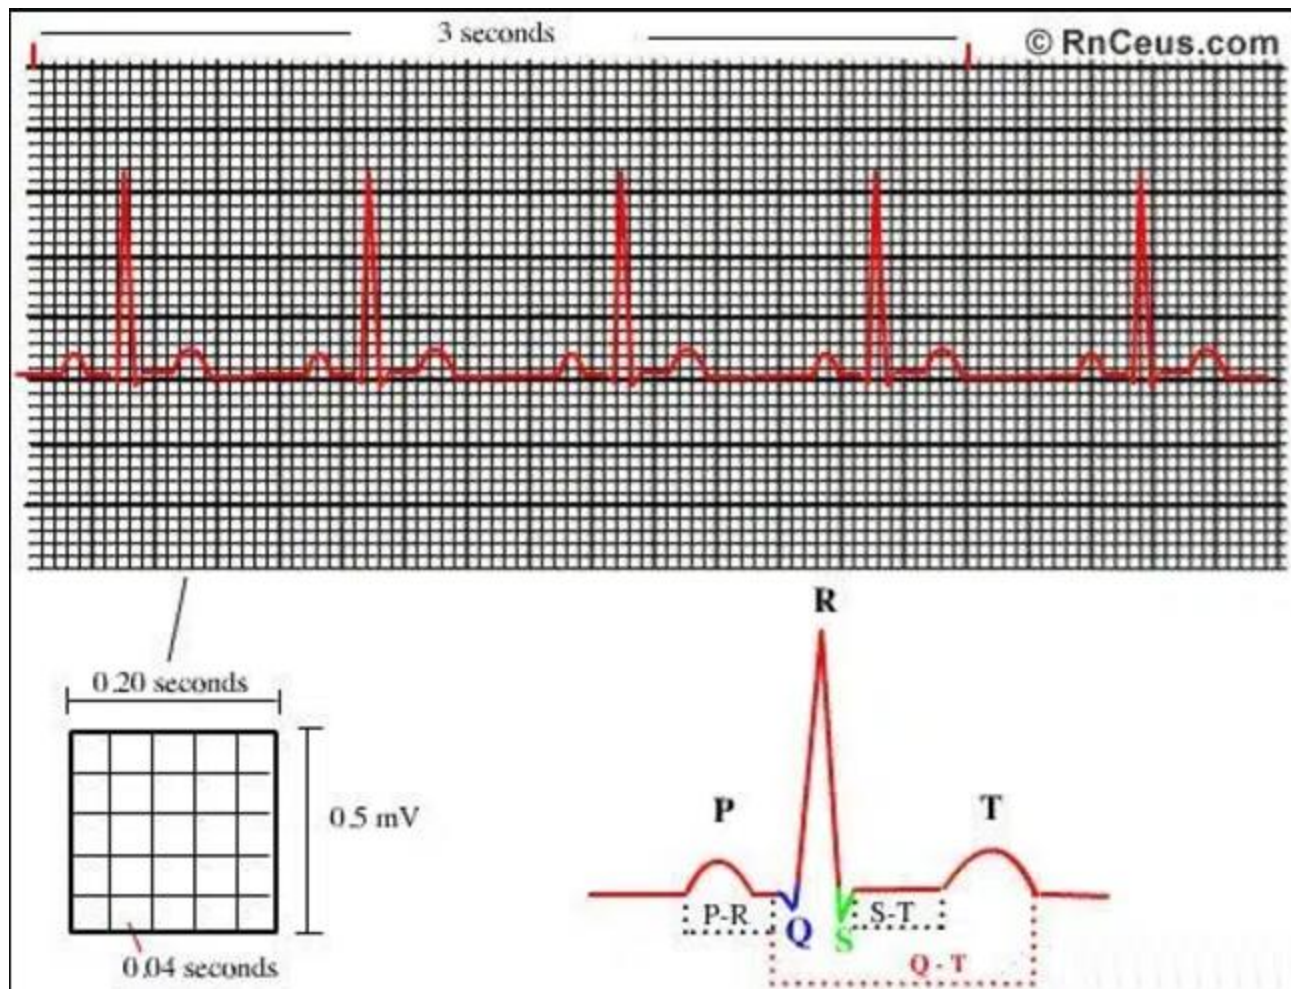 3 seconds
© RnCeus.com
0.20 seconds
0.5 mV
0.04 seconds
R
P
T
P-R
Q
S
S-T
Q - T